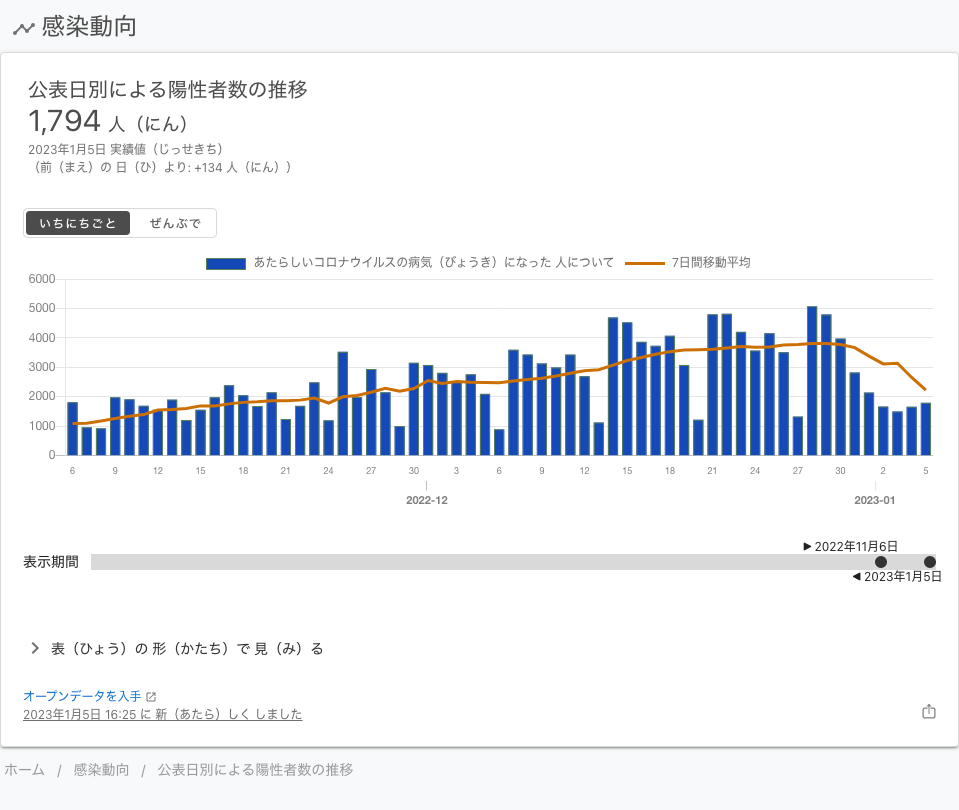 感染動向
公表日別による陽性者数の推移
1,794 人（にん）
2023年1月5日 実績値（じっせきち）
（前（まえ）の 日（ひ）より: +134 人（にん））
いちにちごと ぜんぶで
あたらしいコロナウイルスの病気（びょうき）になった 人について 7日間移動平均
6000
5000
4000
3000
2000
1000
0
6 9 12 15 18 21 24 27 30 3 6 9 12 15 18 21 24 27 30 2 5
2022-12 2023-01
▶ 2022年11月6日
表示期間
◀ 2023年1月5日
表（ひょう）の 形（かたち）で 見（み）る
オープンデータを入手
2023年1月5日 16:25 に 新（あたら）しく しました
ホーム / 感染動向 / 公表日別による陽性者数の推移